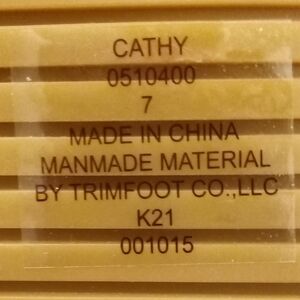 CATHY
0510400
7
MADE IN CHINA
MANMADE MATERIAL
BY TRIMFOOT CO.,LLC
K21
001015